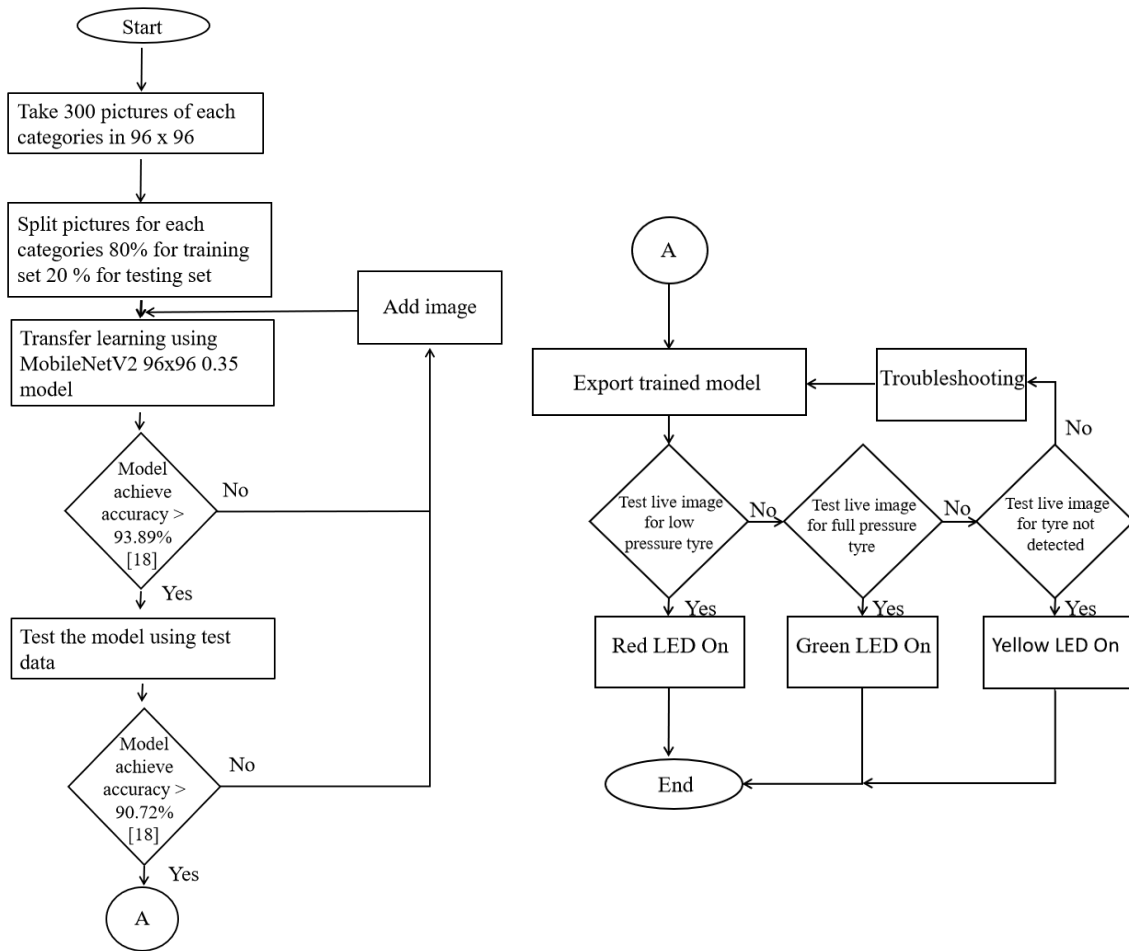 Start
Take 300 pictures of each
categories in 96 x 96
Split pictures for each
categories 80% for training
set 20 % for testing set
Add image
Transfer learning using
MobileNetV2 96x96 0.35
model
Model
achieve
accuracy >
93.89%
[18]
No
Yes
Test the model using test
data
Model
achieve
accuracy >
90.72%
[18]
No
Yes
A
A
Export trained model
Troubleshooting
No
Test live image
for low
pressure tyre
No
Test live image
for full pressure
tyre
No
Test live image
for tyre not
detected
Yes
Yes
Yes
Red LED On
Green LED On
Yellow LED On
End